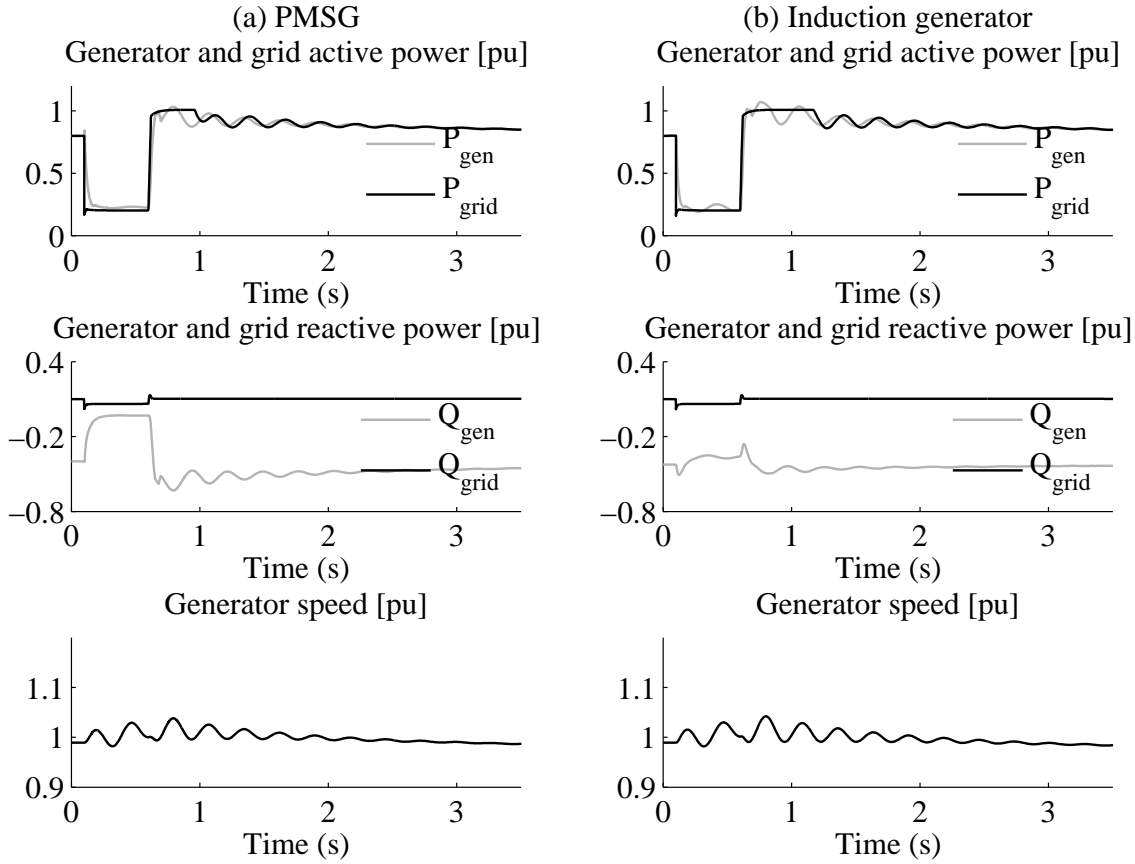 (a) PMSG
Generator and grid active power [pu]
1
0.5
0
P_gen
P_grid
0 1 2 3
Time (s)
Generator and grid reactive power [pu]
0.4
–0.2
–0.8
Q_gen
Q_grid
0 1 2 3
Time (s)
Generator speed [pu]
1.1
1
0.9
0 1 2 3
Time (s)
(b) Induction generator
Generator and grid active power [pu]
1
0.5
0
P_gen
P_grid
0 1 2 3
Time (s)
Generator and grid reactive power [pu]
0.4
–0.2
–0.8
Q_gen
Q_grid
0 1 2 3
Time (s)
Generator speed [pu]
1.1
1
0.9
0 1 2 3
Time (s)